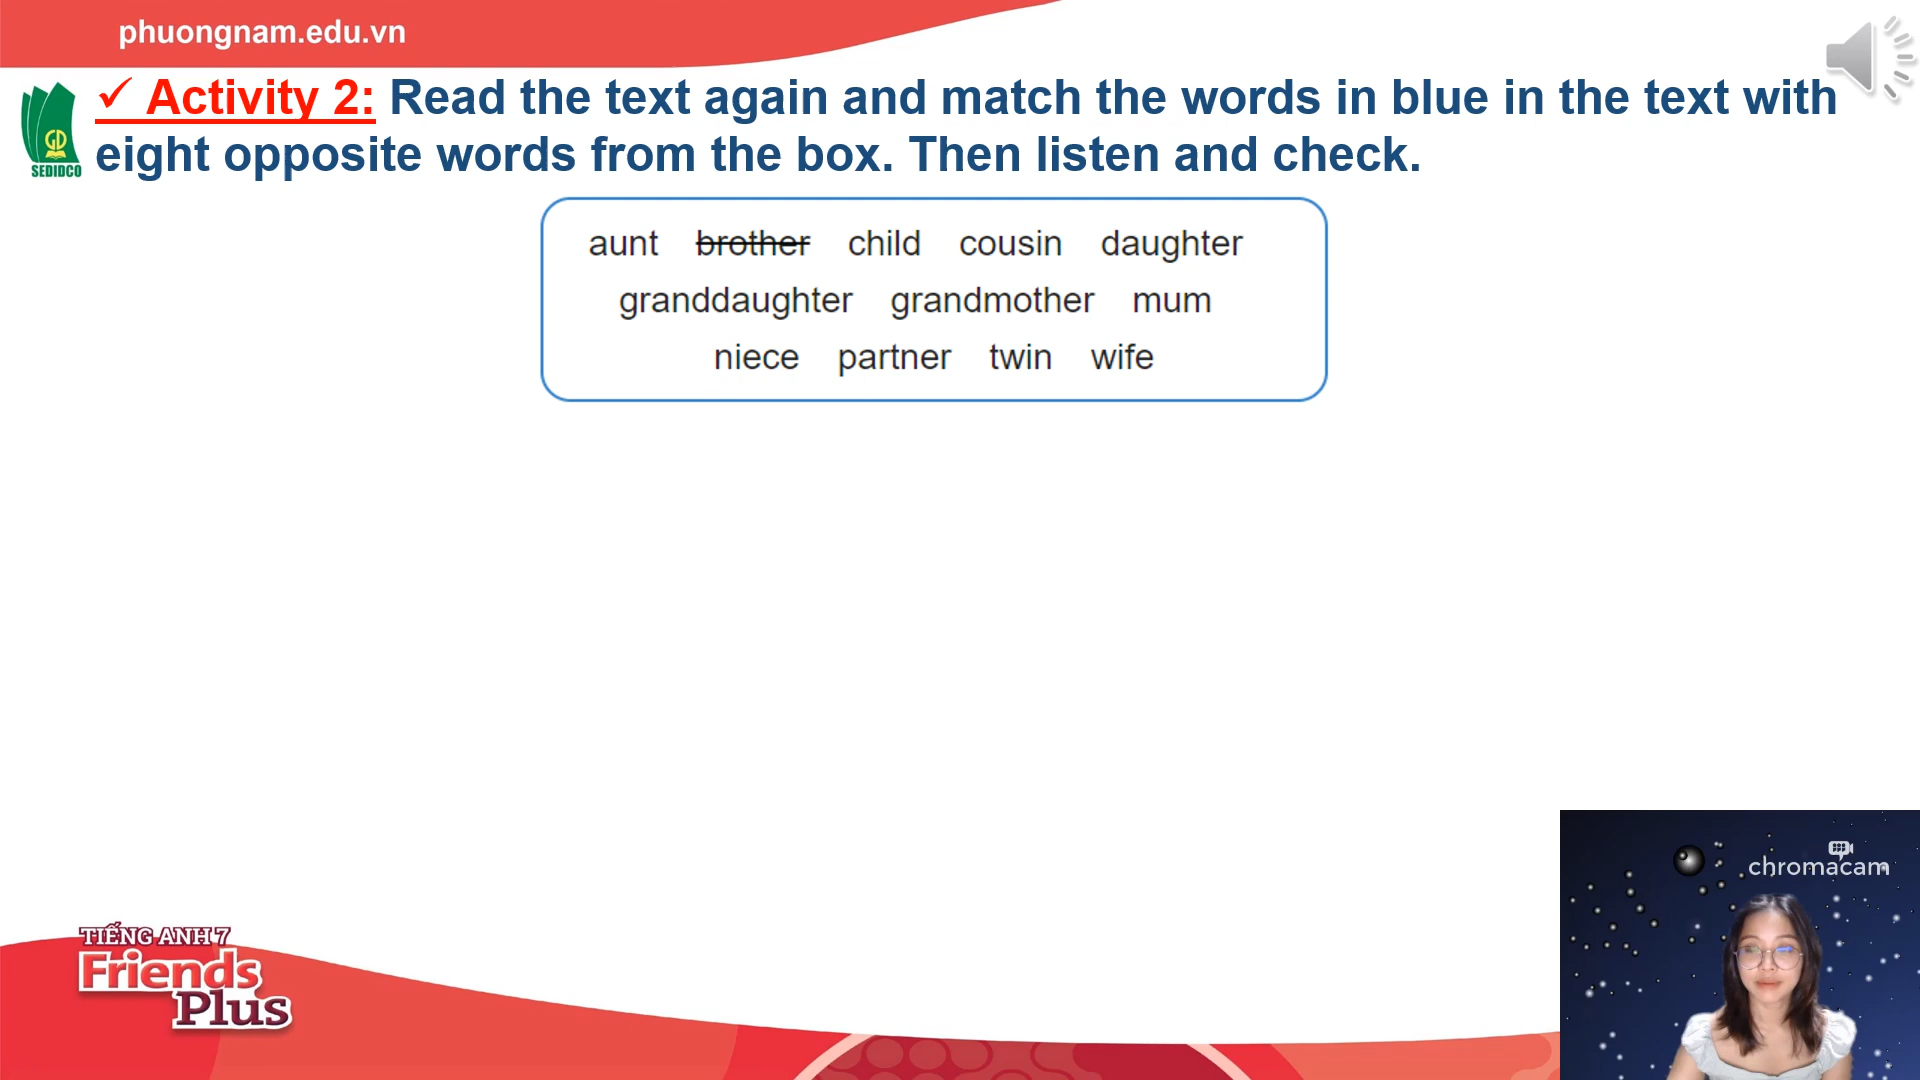 phuongnam.edu.vn
✓ Activity 2: Read the text again and match the words in blue in the text with
eight opposite words from the box. Then listen and check.
GD
SEDIDCO
aunt brother child cousin daughter
granddaughter grandmother mum
niece partner twin wife
chromacam
TIẾNG ANH 7
Friends
Plus